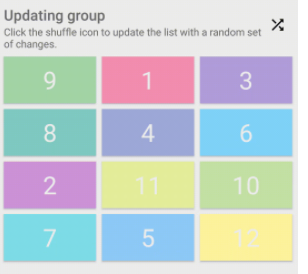 Updating group
Click the shuffle icon to update the list with a random set
of changes.
9 1 3
8 4 6
2 11 10
7 5 12